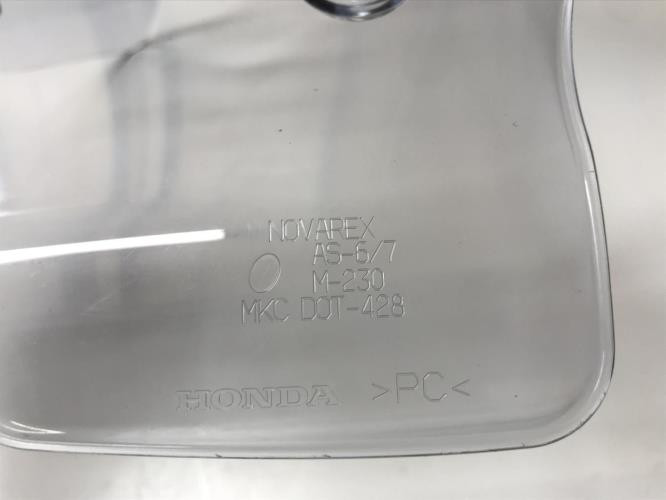 NOVAREX
AS-6/7
M-230
MKC DOT-428
HONDA >PC<